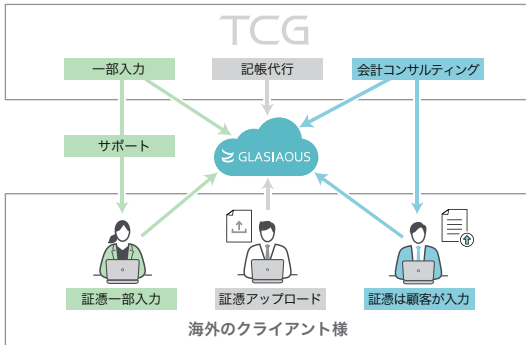 TCG
一部入力
記帳代行
会計コンサルティング
サポート
GLASIAOUS
証憑一部入力
証憑アップロード
証憑は顧客が入力
海外のクライアント様